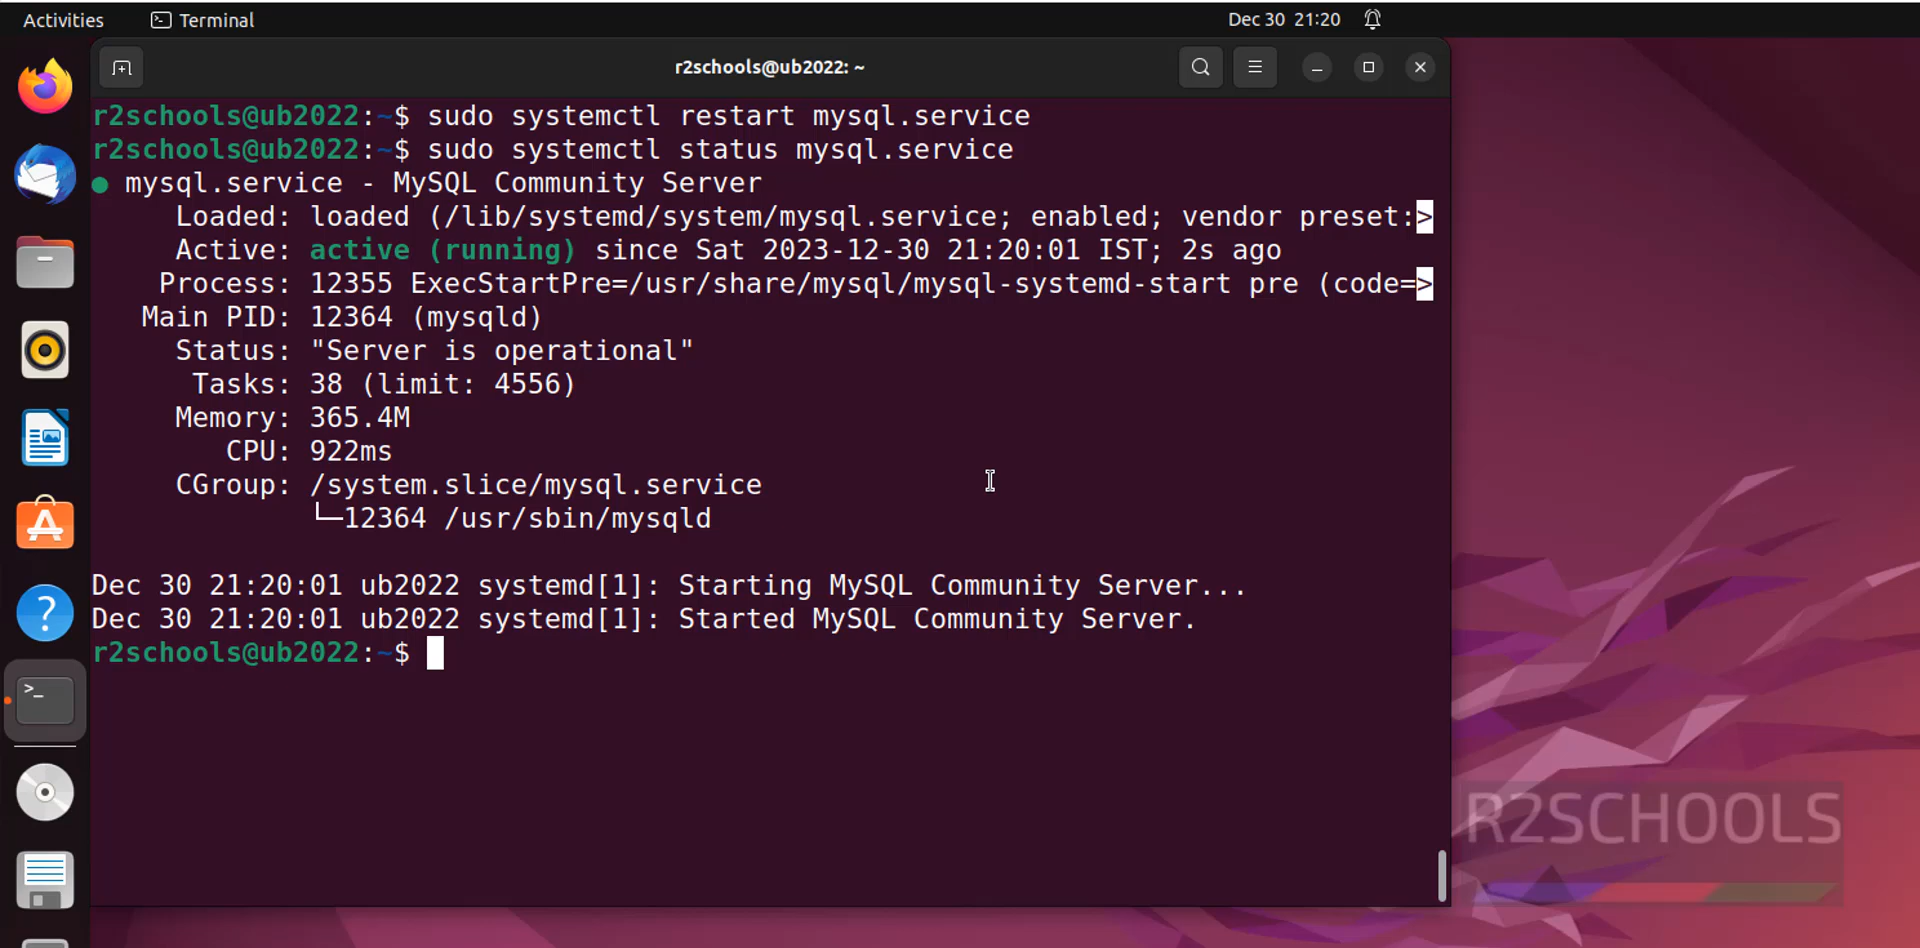 Activities Terminal Dec 30 21:20
r2schools@ub2022: ~
r2schools@ub2022:~$ sudo systemctl restart mysql.service
r2schools@ub2022:~$ sudo systemctl status mysql.service
● mysql.service - MySQL Community Server
Loaded: loaded (/lib/systemd/system/mysql.service; enabled; vendor preset:>
Active: active (running) since Sat 2023-12-30 21:20:01 IST; 2s ago
Process: 12355 ExecStartPre=/usr/share/mysql/mysql-systemd-start pre (code=>
Main PID: 12364 (mysqld)
Status: "Server is operational"
Tasks: 38 (limit: 4556)
Memory: 365.4M
CPU: 922ms
CGroup: /system.slice/mysql.service
└─12364 /usr/sbin/mysqld
Dec 30 21:20:01 ub2022 systemd[1]: Starting MySQL Community Server...
Dec 30 21:20:01 ub2022 systemd[1]: Started MySQL Community Server.
r2schools@ub2022:~$
R2SCHOOLS